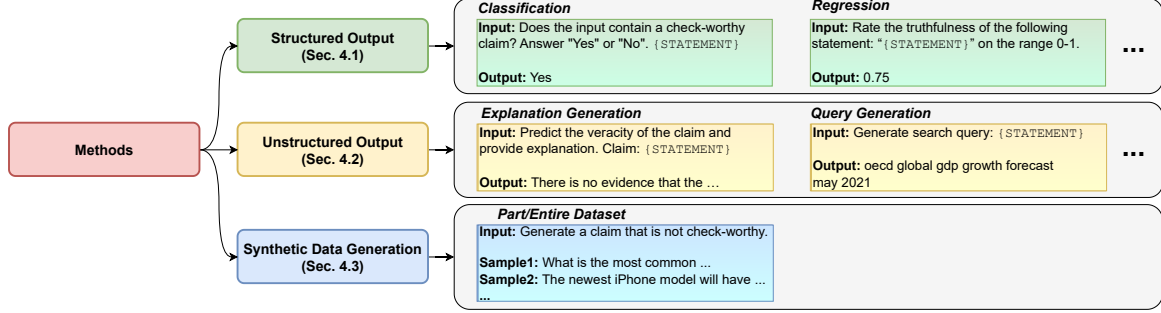 Methods
Structured Output
(Sec. 4.1)
Classification
Input: Does the input contain a check-worthy
claim? Answer "Yes" or "No". {STATEMENT}
Output: Yes
Regression
Input: Rate the truthfulness of the following
statement: “{STATEMENT}” on the range 0-1.
Output: 0.75
...
Unstructured Output
(Sec. 4.2)
Explanation Generation
Input: Predict the veracity of the claim and
provide explanation. Claim: {STATEMENT}
Output: There is no evidence that the ...
Query Generation
Input: Generate search query: {STATEMENT}
Output: oecd global gdp growth forecast
may 2021
...
Synthetic Data Generation
(Sec. 4.3)
Part/Entire Dataset
Input: Generate a claim that is not check-worthy.
Sample1: What is the most common ...
Sample2: The newest iPhone model will have ...
...